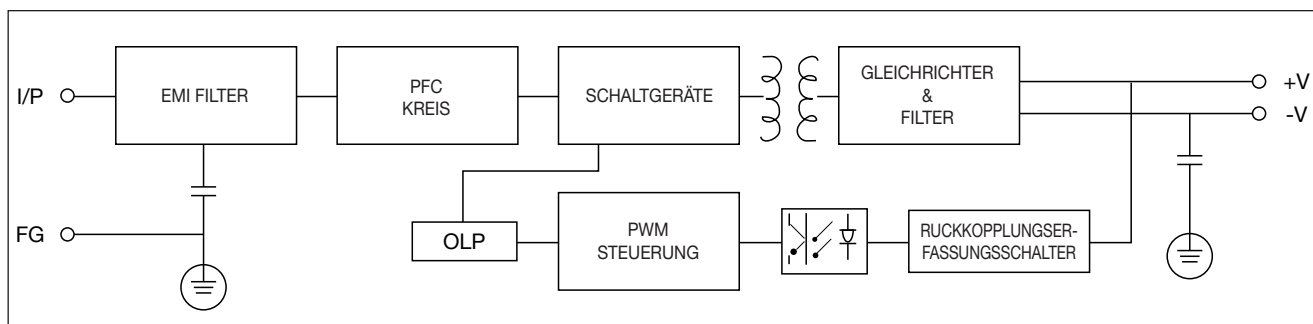 I/P
EMI FILTER
PFC
KREIS
SCHALTGERÄTE
GLEICHRICHTER
&
FILTER
+V
-V
FG
OLP
PWM
STEUERUNG
RUCKKOPPLUNGSER-
FASSUNGSSCHALTER